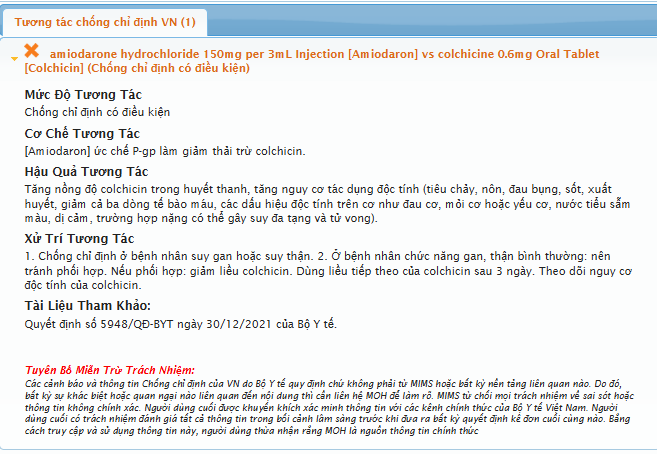 Tương tác chống chỉ định VN (1)
amiodarone hydrochloride 150mg per 3mL Injection [Amiodaron] vs colchicine 0.6mg Oral Tablet
[Colchicin] (Chống chỉ định có điều kiện)
Mức Độ Tương Tác
Chống chỉ định có điều kiện
Cơ Chế Tương Tác
[Amiodaron] ức chế P-gp làm giảm thải trừ colchicin.
Hậu Quả Tương Tác
Tăng nồng độ colchicin trong huyết thanh, tăng nguy cơ tác dụng độc tính (tiêu chảy, nôn, đau bụng, sốt, xuất
huyết, giảm cả ba dòng tế bào máu, các dấu hiệu độc tính trên cơ như đau cơ, mỏi cơ hoặc yếu cơ, nước tiểu sẫm
màu, dị cảm, trường hợp nặng có thể gây suy đa tạng và tử vong).
Xử Trí Tương Tác
1. Chống chỉ định ở bệnh nhân suy gan hoặc suy thận. 2. Ở bệnh nhân chức năng gan, thận bình thường: nên
tránh phối hợp. Nếu phối hợp: giảm liều colchicin. Dùng liều tiếp theo của colchicin sau 3 ngày. Theo dõi nguy cơ
độc tính của colchicin.
Tài Liệu Tham Khảo:
Quyết định số 5948/QĐ-BYT ngày 30/12/2021 của Bộ Y tế.
Tuyên Bố Miễn Trừ Trách Nhiệm:
Các cảnh báo và thông tin Chống chỉ định của VN do Bộ Y tế quy định chứ không phải từ MIMS hoặc bất kỳ nền tảng liên quan nào. Do đó,
bất kỳ sự khác biệt hoặc quan ngại nào liên quan đến nội dung thì cần liên hệ MOH để làm rõ. MIMS từ chối mọi trách nhiệm về sai sót hoặc
thông tin không chính xác. Người dùng cuối được khuyến khích xác minh thông tin với các kênh chính thức của Bộ Y tế Việt Nam. Người
dùng cuối có trách nhiệm đánh giá tất cả thông tin trong bối cảnh lâm sàng trước khi đưa ra bất kỳ quyết định kê đơn cuối cùng nào. Bằng
cách truy cập và sử dụng thông tin này, người dùng thừa nhận rằng MOH là nguồn thông tin chính thức